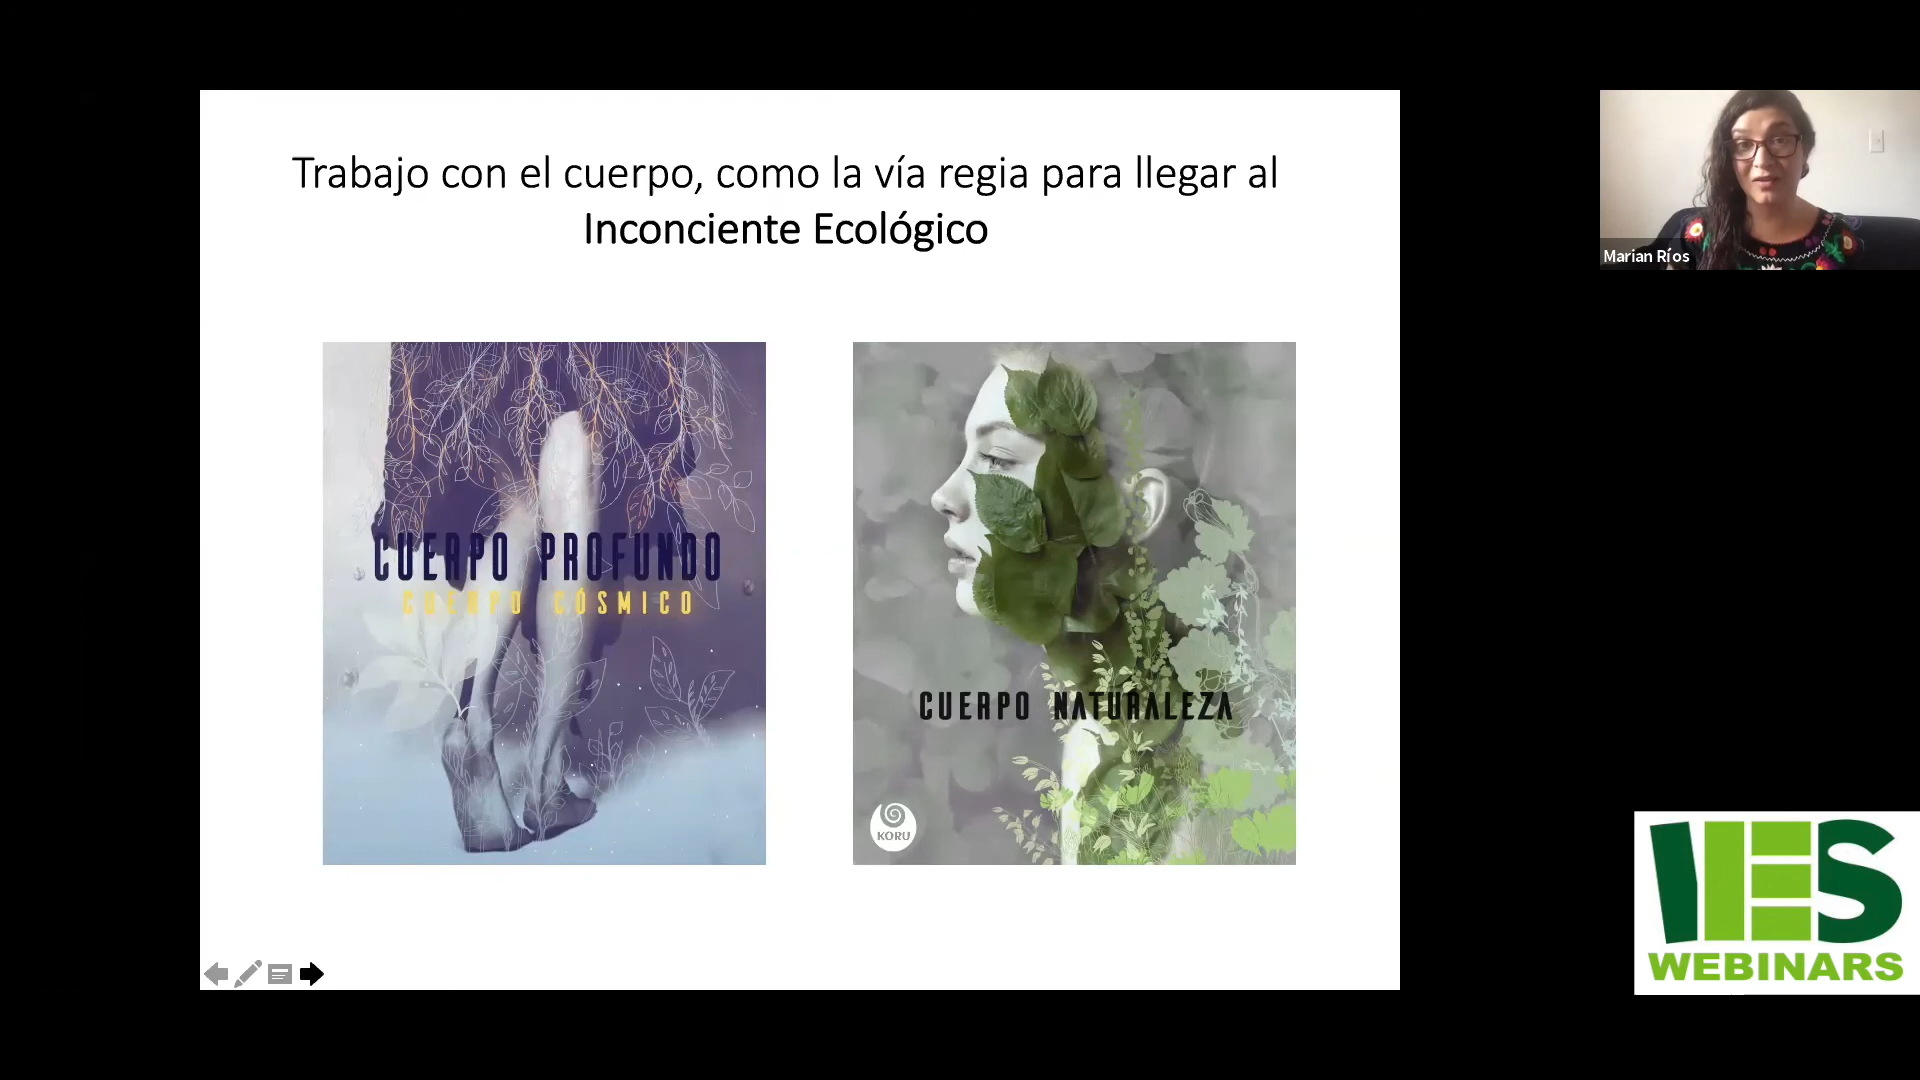 Trabajo con el cuerpo, como la vía regia para llegar al
Inconciente Ecológico
CUERPO PROFUNDO
CUERPO CÓSMICO
CUERPO NATURALEZA
KORU
Marian Ríos
IES
WEBINARS